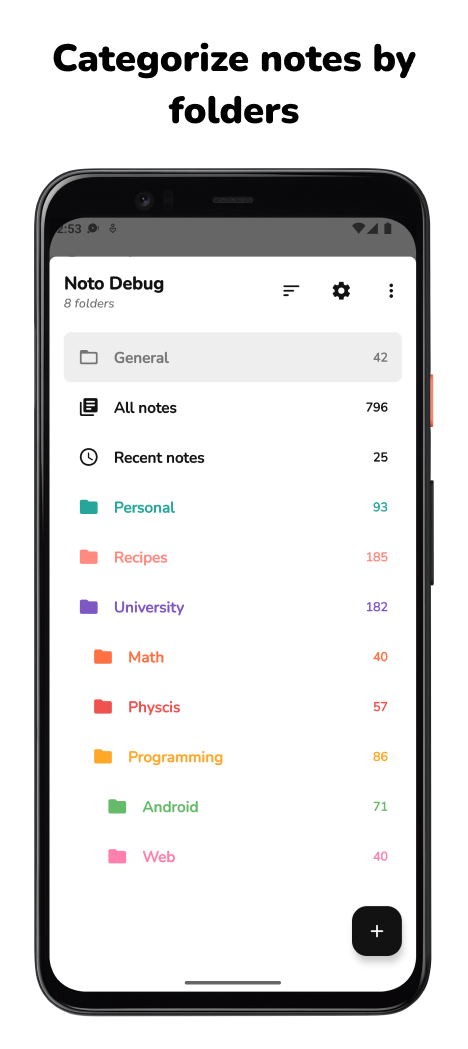 Categorize notes by
folders
2:53
Noto Debug
8 folders
General 42
All notes 796
Recent notes 25
Personal 93
Recipes 185
University 182
Math 40
Physcis 57
Programming 86
Android 71
Web 40